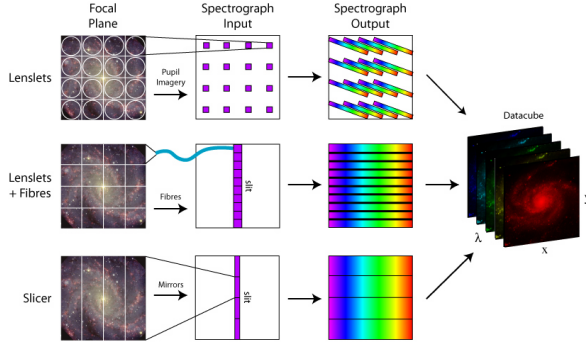 Focal
Plane
Spectrograph
Input
Spectrograph
Output
Lenslets
Pupil
Imagery
Datacube
Lenslets
+ Fibres
Fibres
slit
y
λ
x
Slicer
Mirrors
slit